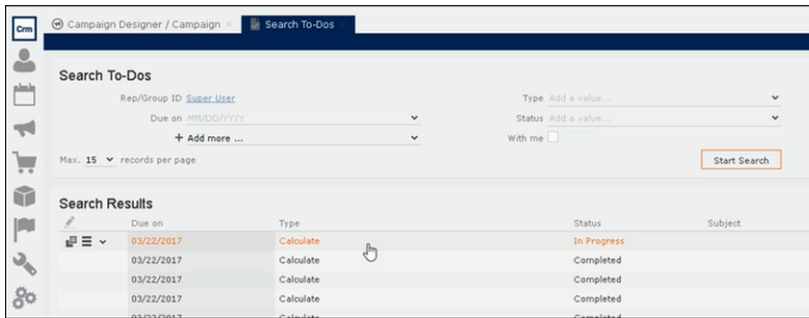 Crm
Campaign Designer / Campaign × Search To-Dos ×
Search To-Dos
Rep/Group ID Super User Type Add a value...
Due on MM/DD/YYYY Status Add a value...
+ Add more ... With me
Max. 15 records per page Start Search
Search Results
Due on Type Status Subject
03/22/2017 Calculate In Progress
03/22/2017 Calculate Completed
03/22/2017 Calculate Completed
03/22/2017 Calculate Completed
03/22/2017 Calculate Completed